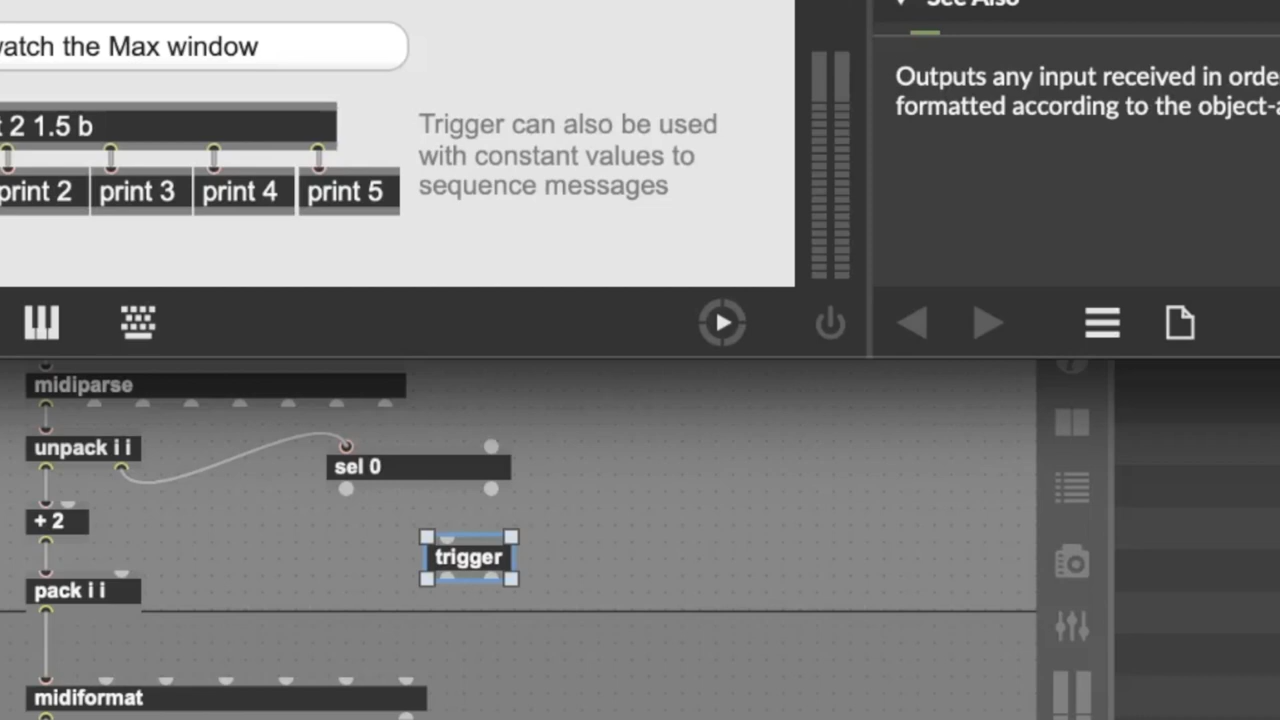 See Also
watch the Max window
Outputs any input received in orde
formatted according to the object-a
t 2 1.5 b
Trigger can also be used
with constant values to
sequence messages
print 2
print 3
print 4
print 5
midiparse
unpack i i
sel 0
+ 2
trigger
pack i i
midiformat